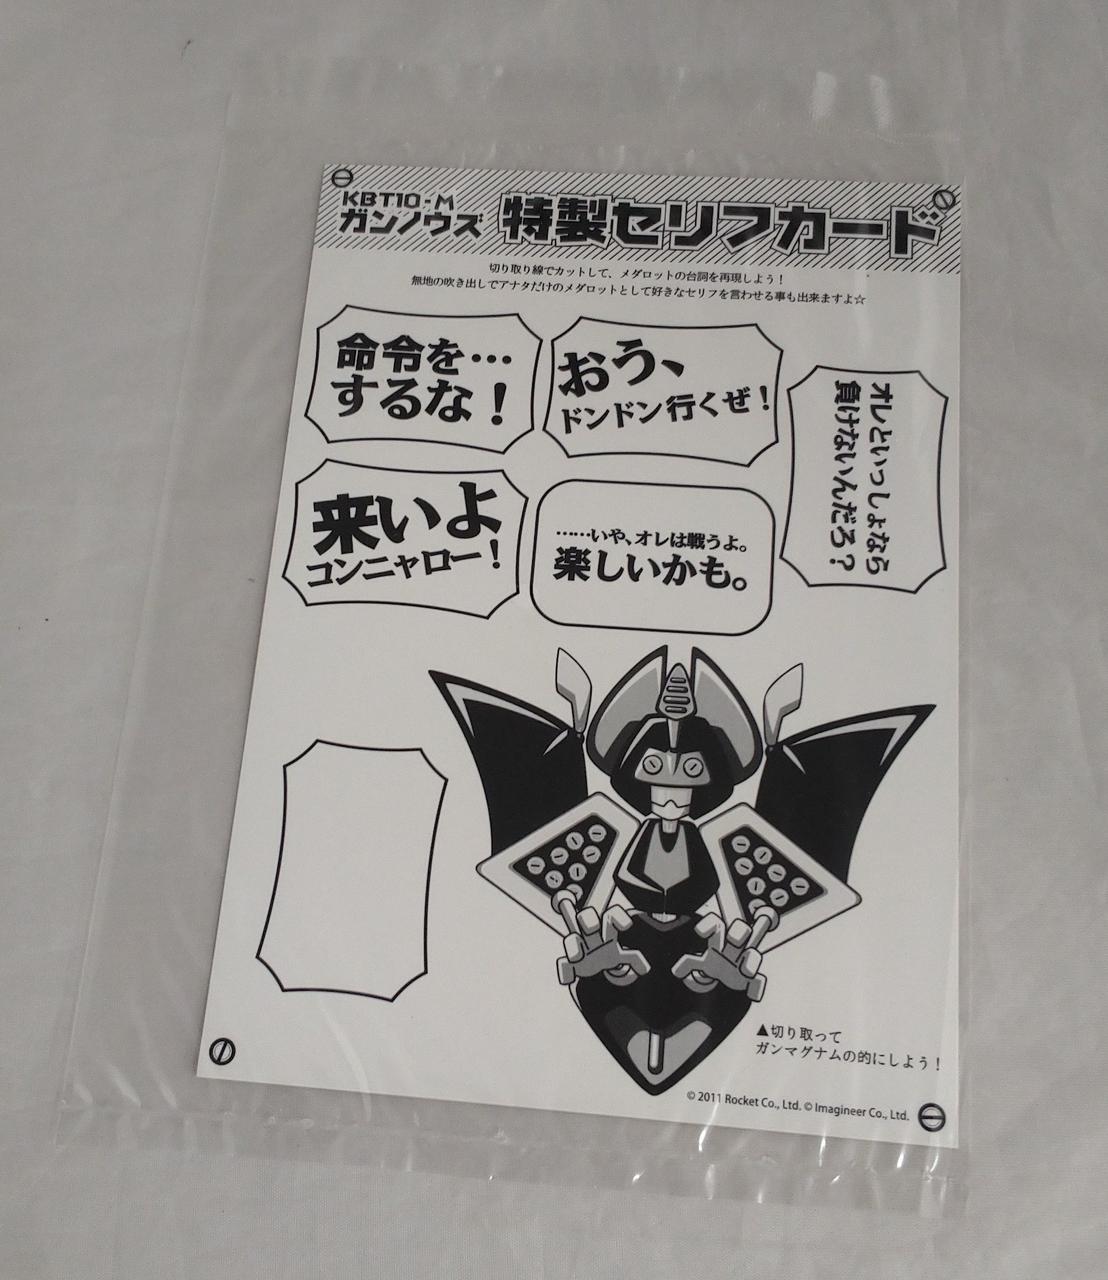 KBT10-M
ガンノウズ
特製セリフカード
切り取り線でカットして、メダロットの台詞を再現しよう！
無地の吹き出しでアナタだけのメダロットとして好きなセリフを言わせる事も出来ますよ☆
命令を…
するな！
おう、
ドンドン行くぜ！
オレといっしょなら
負けないんだろ？
来いよ
コンニャロー！
……いや、オレは戦うよ。
楽しいかも。
▲切り取って
ガンマグナムの的にしよう！
© 2011 Rocket Co., Ltd. © Imagineer Co., Ltd.